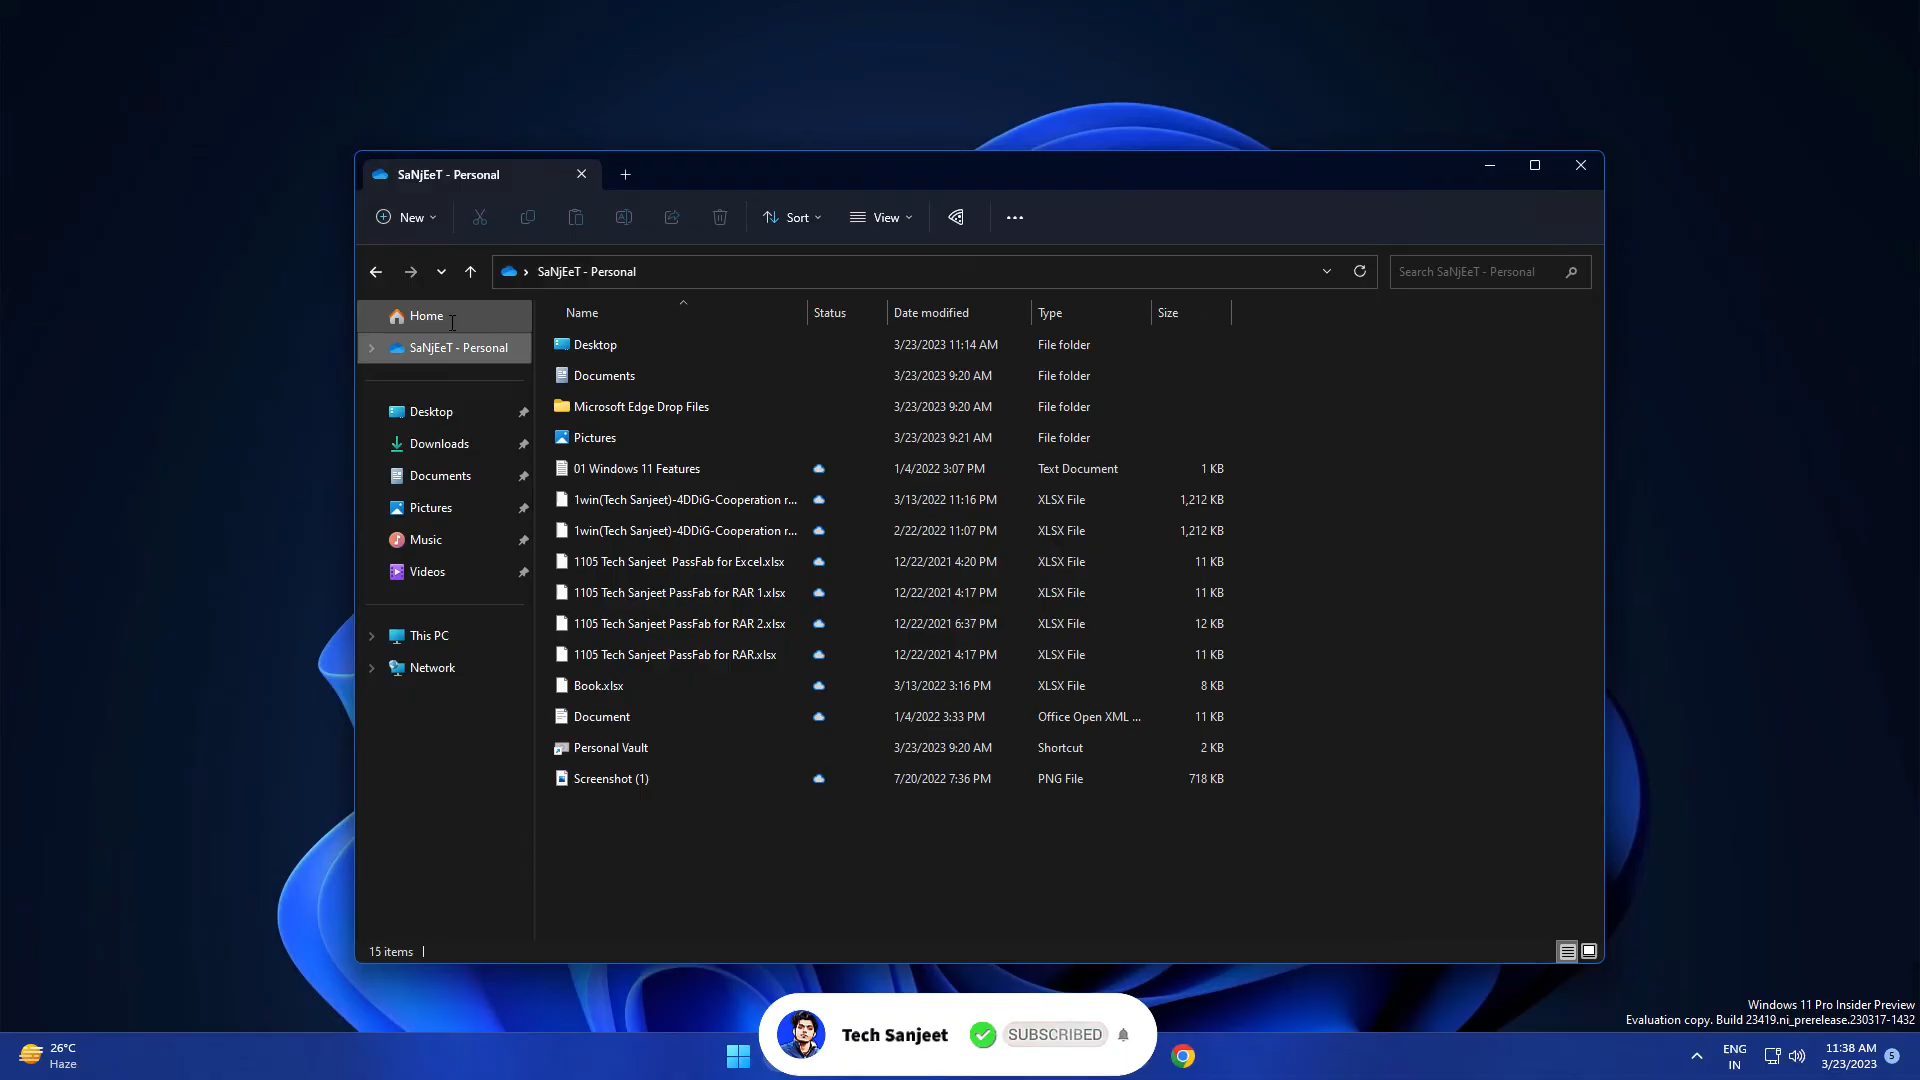 SaNjEeT - Personal
New
Sort
View
SaNjEeT - Personal
Search SaNjEeT - Personal
Home
SaNjEeT - Personal
Desktop
Downloads
Documents
Pictures
Music
Videos
This PC
Network
Name Status Date modified Type Size
Desktop 3/23/2023 11:14 AM File folder
Documents 3/23/2023 9:20 AM File folder
Microsoft Edge Drop Files 3/23/2023 9:20 AM File folder
Pictures 3/23/2023 9:21 AM File folder
01 Windows 11 Features 1/4/2022 3:07 PM Text Document 1 KB
1win(Tech Sanjeet)-4DDiG-Cooperation r... 3/13/2022 11:16 PM XLSX File 1,212 KB
1win(Tech Sanjeet)-4DDiG-Cooperation r... 2/22/2022 11:07 PM XLSX File 1,212 KB
1105 Tech Sanjeet  PassFab for Excel.xlsx 12/22/2021 4:20 PM XLSX File 11 KB
1105 Tech Sanjeet PassFab for RAR 1.xlsx 12/22/2021 4:17 PM XLSX File 11 KB
1105 Tech Sanjeet PassFab for RAR 2.xlsx 12/22/2021 6:37 PM XLSX File 12 KB
1105 Tech Sanjeet PassFab for RAR.xlsx 12/22/2021 4:17 PM XLSX File 11 KB
Book.xlsx 3/13/2022 3:16 PM XLSX File 8 KB
Document 1/4/2022 3:33 PM Office Open XML ... 11 KB
Personal Vault 3/23/2023 9:20 AM Shortcut 2 KB
Screenshot (1) 7/20/2022 7:36 PM PNG File 718 KB
15 items
Windows 11 Pro Insider Preview
Evaluation copy. Build 23419.ni_prerelease.230317-1432
Tech Sanjeet SUBSCRIBED
26°C
Haze
ENG
IN
11:38 AM
3/23/2023
5